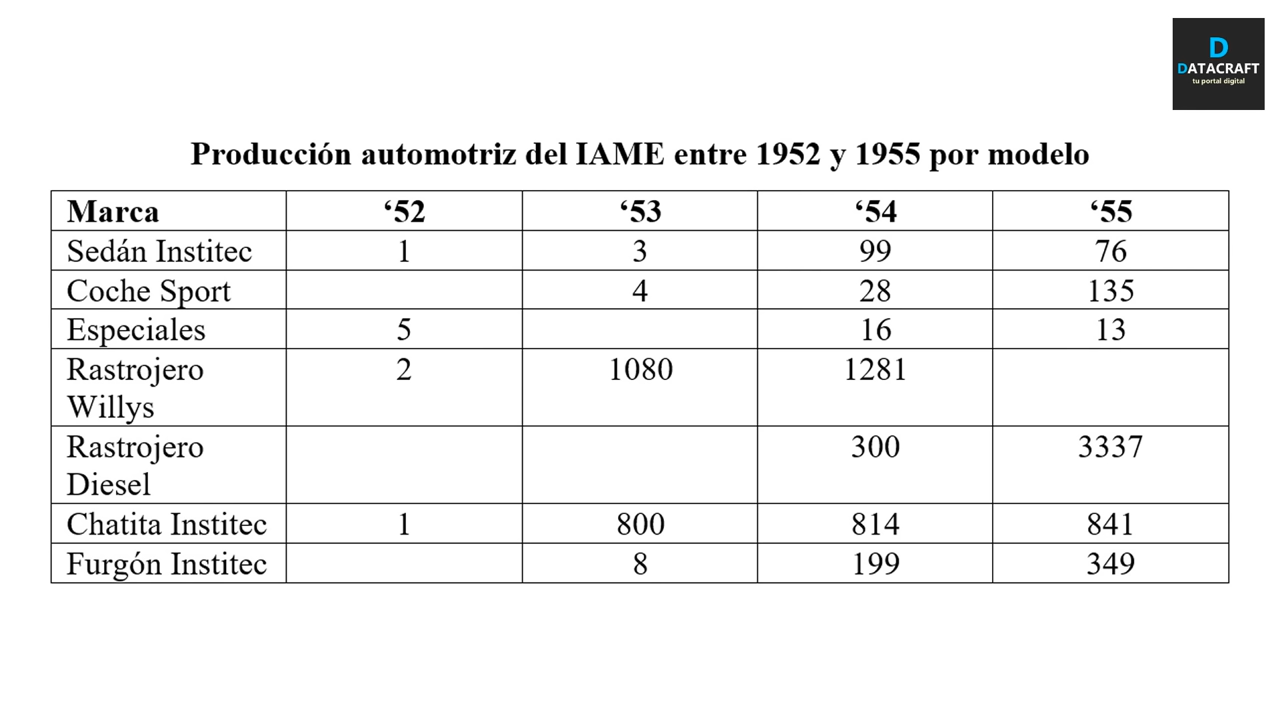 D
DATACRAFT
tu portal digital
Producción automotriz del IAME entre 1952 y 1955 por modelo
Marca ‘52 ‘53 ‘54 ‘55
Sedán Institec 1 3 99 76
Coche Sport 4 28 135
Especiales 5 16 13
Rastrojero 2 1080 1281
Willys
Rastrojero 300 3337
Diesel
Chatita Institec 1 800 814 841
Furgón Institec 8 199 349